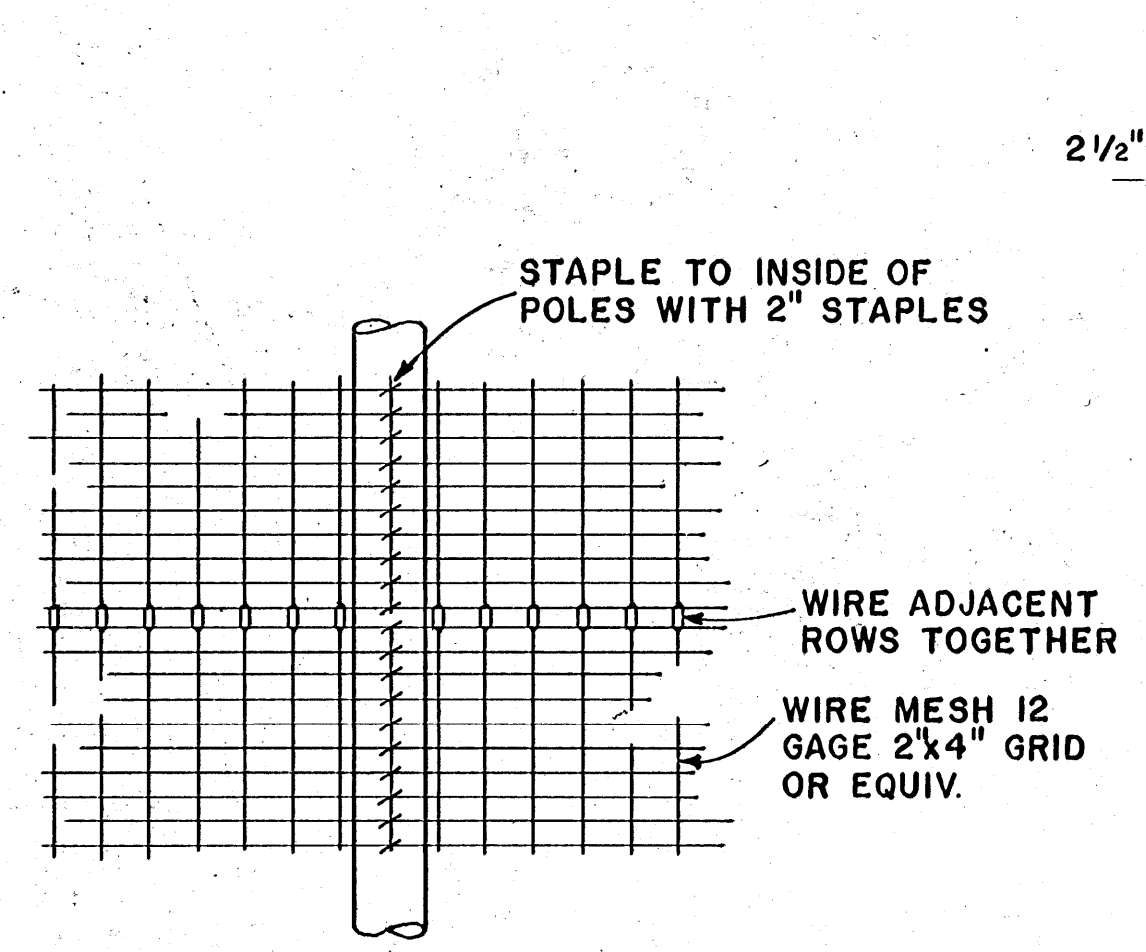 2 1/2"
STAPLE TO INSIDE OF
POLES WITH 2" STAPLES
WIRE ADJACENT
ROWS TOGETHER
WIRE MESH 12
GAGE 2"x4" GRID
OR EQUIV.